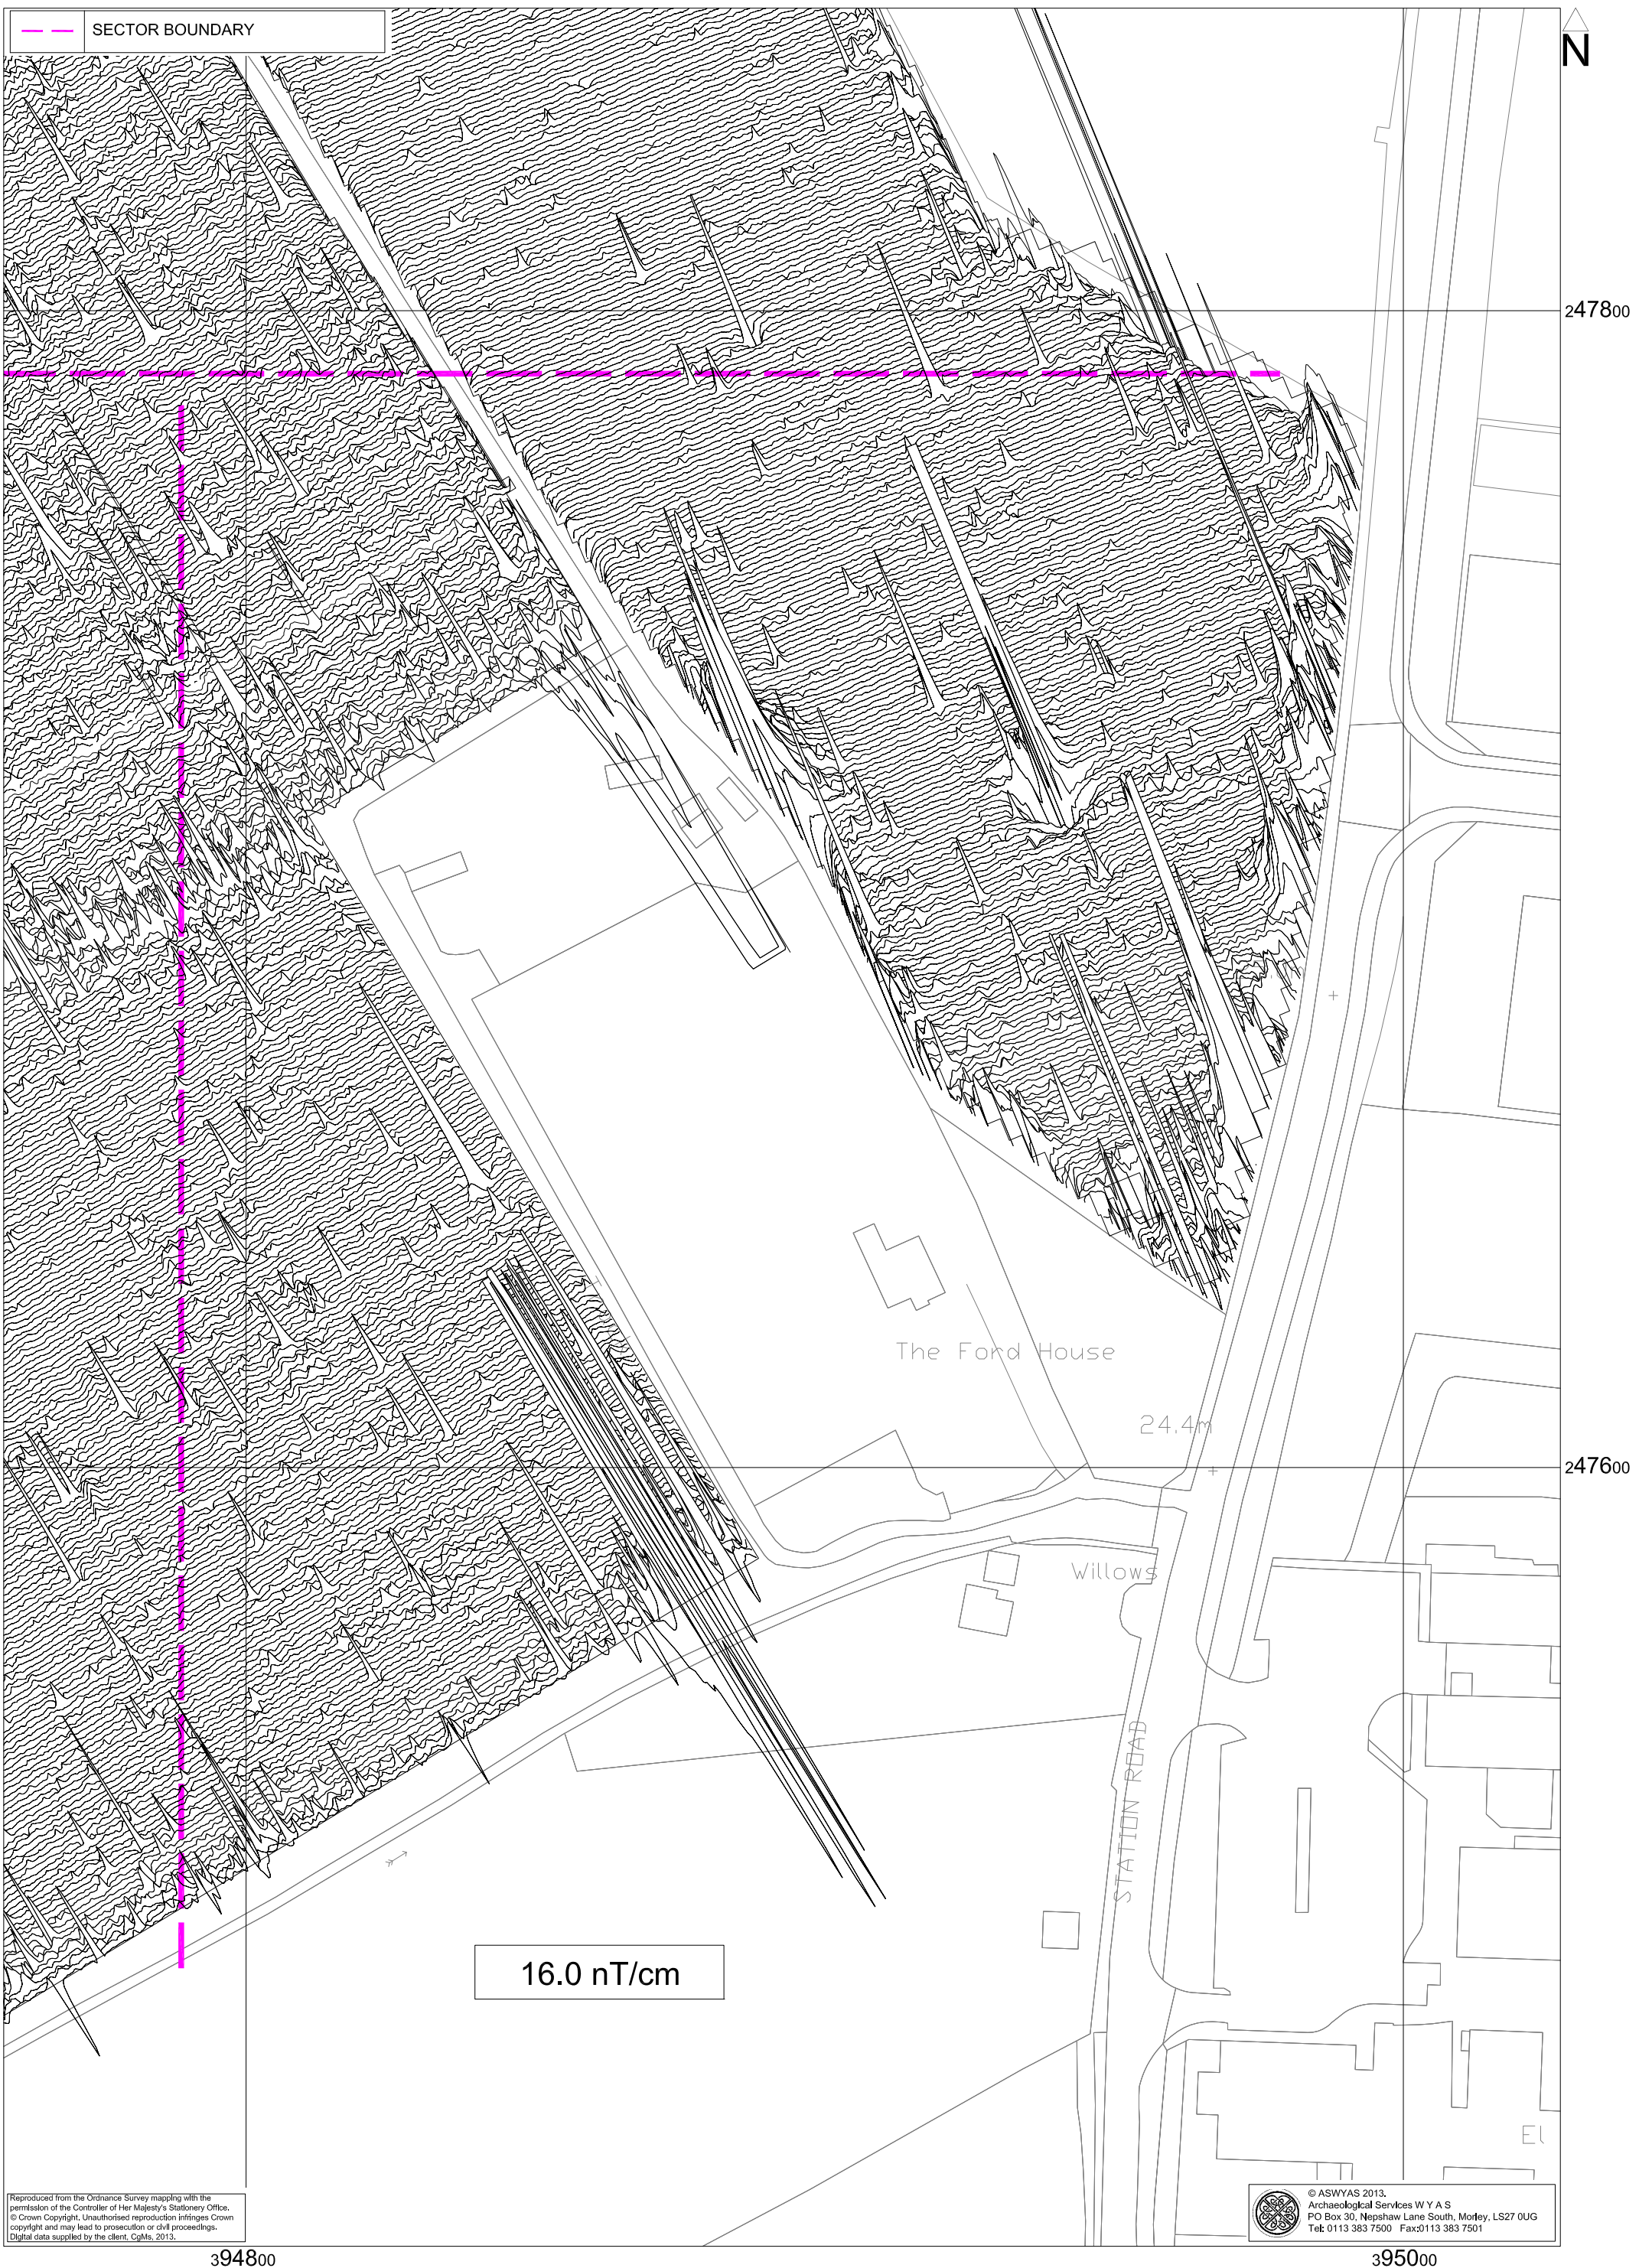 SECTOR BOUNDARY
N
247800
The Ford House
24.4m
247600
Willows
STATION ROAD
16.0 nT/cm
El
Reproduced from the Ordnance Survey mapping with the
permission of the Controller of Her Majesty's Stationery Office.
© Crown Copyright. Unauthorised reproduction infringes Crown
copyright and may lead to prosecution or civil proceedings.
Digital data supplied by the client, CgMs, 2013.
© ASWYAS 2013.
Archaeological Services W Y A S
PO Box 30, Nepshaw Lane South, Morley, LS27 0UG
Tel: 0113 383 7500 Fax:0113 383 7501
394800
395000